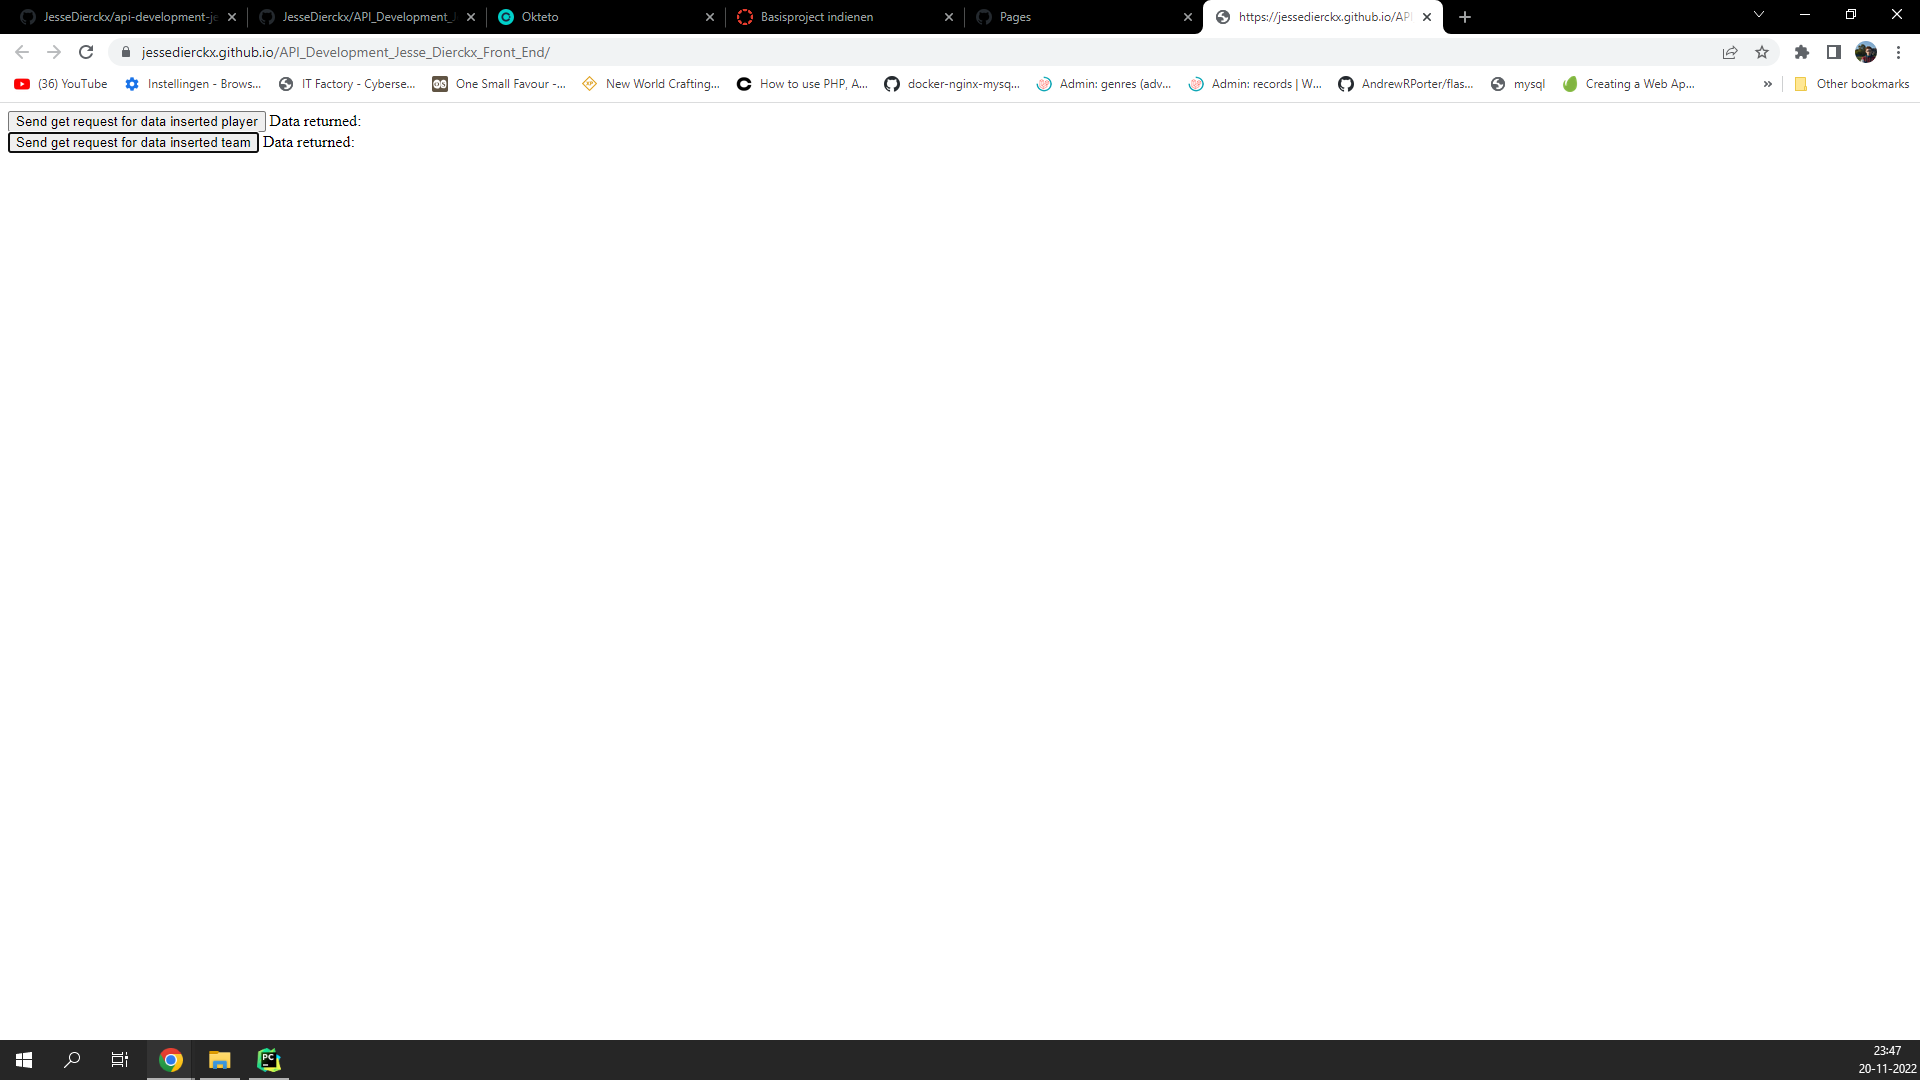 JesseDierckx/api-development-je
JesseDierckx/API_Development_J
Okteto
Basisproject indienen
Pages
https://jessedierckx.github.io/API
jessedierckx.github.io/API_Development_Jesse_Dierckx_Front_End/
(36) YouTube
Instellingen - Brows...
IT Factory - Cyberse...
One Small Favour -...
New World Crafting...
How to use PHP, A...
docker-nginx-mysq...
Admin: genres (adv...
Admin: records | W...
AndrewRPorter/flas...
mysql
Creating a Web Ap...
»
Other bookmarks
Send get request for data inserted player Data returned:
Send get request for data inserted team Data returned:
PC
23:47
20-11-2022